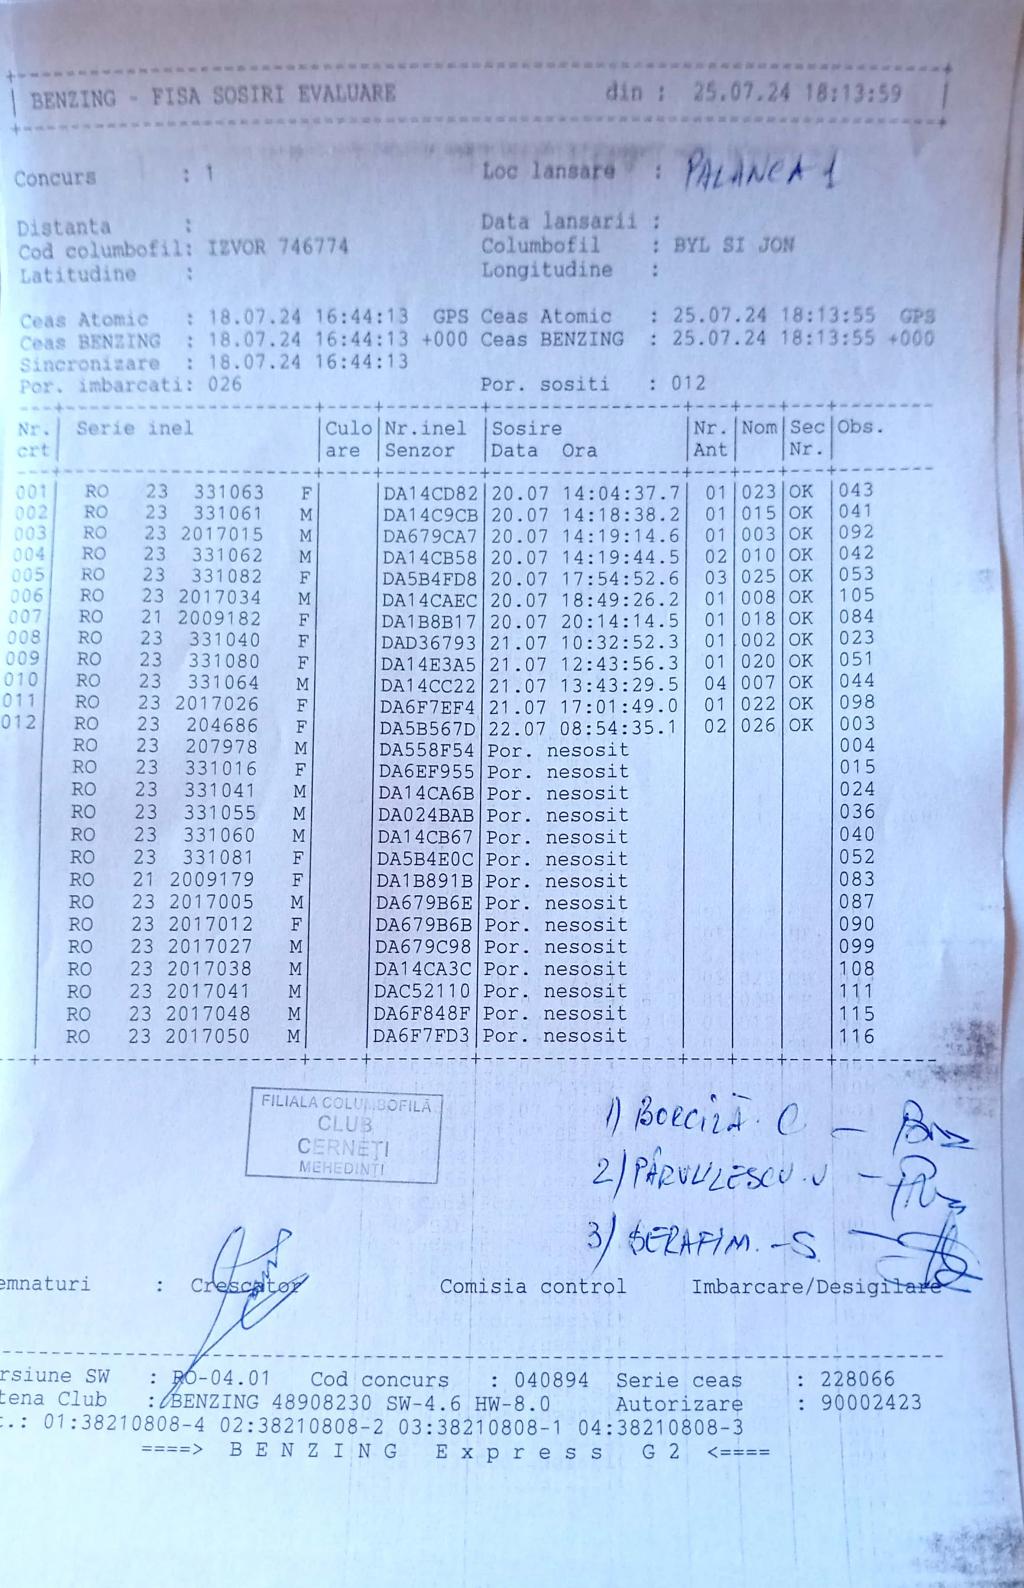 BENZING - FISA SOSIRI EVALUARE din : 25.07.24 18:13:59
Concurs : 1 Loc lansare : PALANCA 1
Distanta : Data lansarii :
Cod columbofil: IZVOR 746774 Columbofil : BYL SI JON
Latitudine : Longitudine :
Ceas Atomic : 18.07.24 16:44:13 GPS Ceas Atomic : 25.07.24 18:13:55 GPS
Ceas BENZING : 18.07.24 16:44:13 +000 Ceas BENZING : 25.07.24 18:13:55 +000
Sincronizare : 18.07.24 16:44:13
Por. imbarcati: 026 Por. sositi : 012
Nr. Serie inel Culo Nr.inel Sosire Nr. Nom Sec Obs.
crt are Senzor Data Ora Ant Nr.
001 RO 23 331063 F DA14CD82 20.07 14:04:37.7 01 023 OK 043
002 RO 23 331061 M DA14C9CB 20.07 14:18:38.2 01 015 OK 041
003 RO 23 2017015 M DA679CA7 20.07 14:19:14.6 01 003 OK 092
004 RO 23 331062 M DA14CB58 20.07 14:19:44.5 02 010 OK 042
005 RO 23 331082 F DA5B4FD8 20.07 17:54:52.6 03 025 OK 053
006 RO 23 2017034 M DA14CAEC 20.07 18:49:26.2 01 008 OK 105
007 RO 21 2009182 F DA1B8B17 20.07 20:14:14.5 01 018 OK 084
008 RO 23 331040 F DAD36793 21.07 10:32:52.3 01 002 OK 023
009 RO 23 331080 F DA14E3A5 21.07 12:43:56.3 01 020 OK 051
010 RO 23 331064 M DA14CC22 21.07 13:43:29.5 04 007 OK 044
011 RO 23 2017026 F DA6F7EF4 21.07 17:01:49.0 01 022 OK 098
012 RO 23 204686 F DA5B567D 22.07 08:54:35.1 02 026 OK 003
RO 23 207978 M DA558F54 Por. nesosit 004
RO 23 331016 F DA6EF955 Por. nesosit 015
RO 23 331041 M DA14CA6B Por. nesosit 024
RO 23 331055 M DA024BAB Por. nesosit 036
RO 23 331060 M DA14CB67 Por. nesosit 040
RO 23 331081 F DA5B4E0C Por. nesosit 052
RO 21 2009179 F DA1B891B Por. nesosit 083
RO 23 2017005 M DA679B6E Por. nesosit 087
RO 23 2017012 F DA679B6B Por. nesosit 090
RO 23 2017027 M DA679C98 Por. nesosit 099
RO 23 2017038 M DA14CA3C Por. nesosit 108
RO 23 2017041 M DAC52110 Por. nesosit 111
RO 23 2017048 M DA6F848F Por. nesosit 115
RO 23 2017050 M DA6F7FD3 Por. nesosit 116
FILIALA COLUMBOFILĂ
CLUB
CERNEȚI
MEHEDINȚI
1) BORCILĂ. C –
2) PÂRVULESCU. J –
3) ȘERAFIM. - S. –
emnaturi : Crescator Comisia control Imbarcare/Desigilare
rsiune SW : RO-04.01 Cod concurs : 040894 Serie ceas : 228066
tena Club : BENZING 48908230 SW-4.6 HW-8.0 Autorizare : 90002423
t.: 01:38210808-4 02:38210808-2 03:38210808-1 04:38210808-3
====> BENZING Express G2 <====